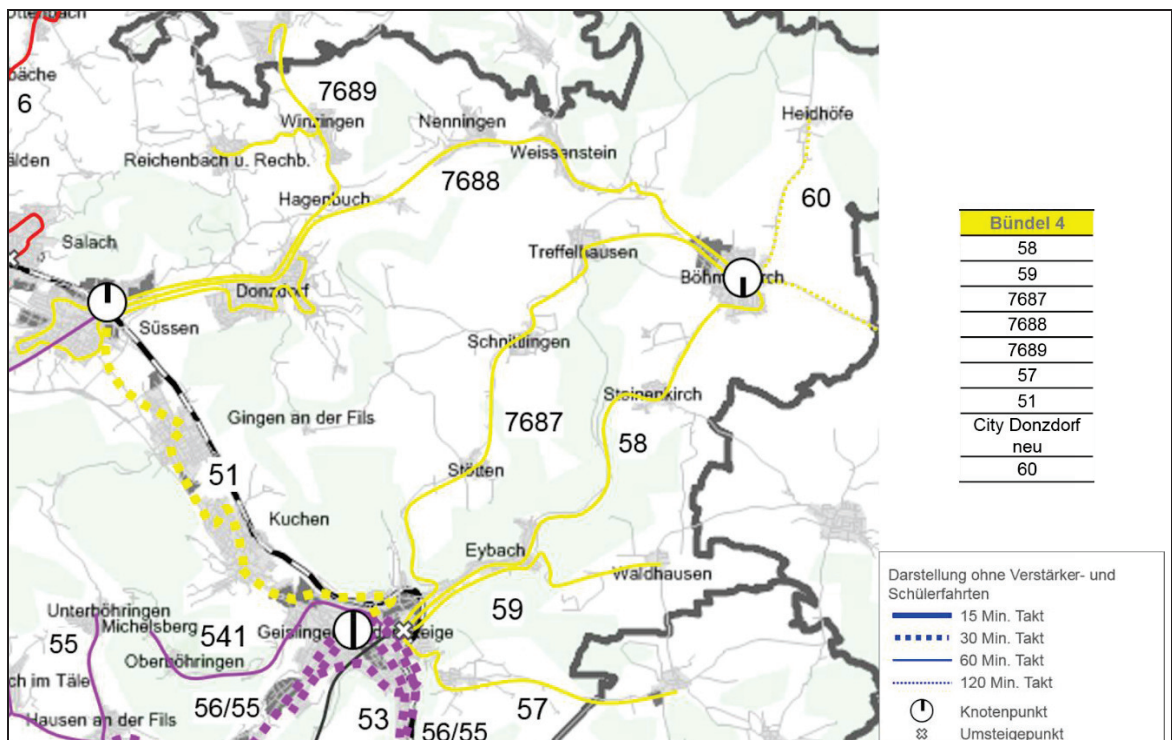 Ottenbach
6
7689
Winzingen
Nenningen
Heidhöfe
Reichenbach u. Rechb.
Weissenstein
7688
60
Hagenbuch
Salach
Treffelhausen
Böhmenkirch
Donzdorf
Süssen
Schnittlingen
Steinenkirch
Gingen an der Fils
7687
58
Stötten
51
Kuchen
Eybach
Waldhausen
59
Unterböhringen
Michelsberg
541
Geislingen
55
Oberböhringen
56/55
53
57
Hausen an der Fils
56/55
Bündel 4
58
59
7687
7688
7689
57
51
City Donzdorf
neu
60
Darstellung ohne Verstärker- und
Schülerfahrten
15 Min. Takt
30 Min. Takt
60 Min. Takt
120 Min. Takt
Knotenpunkt
Umsteigepunkt